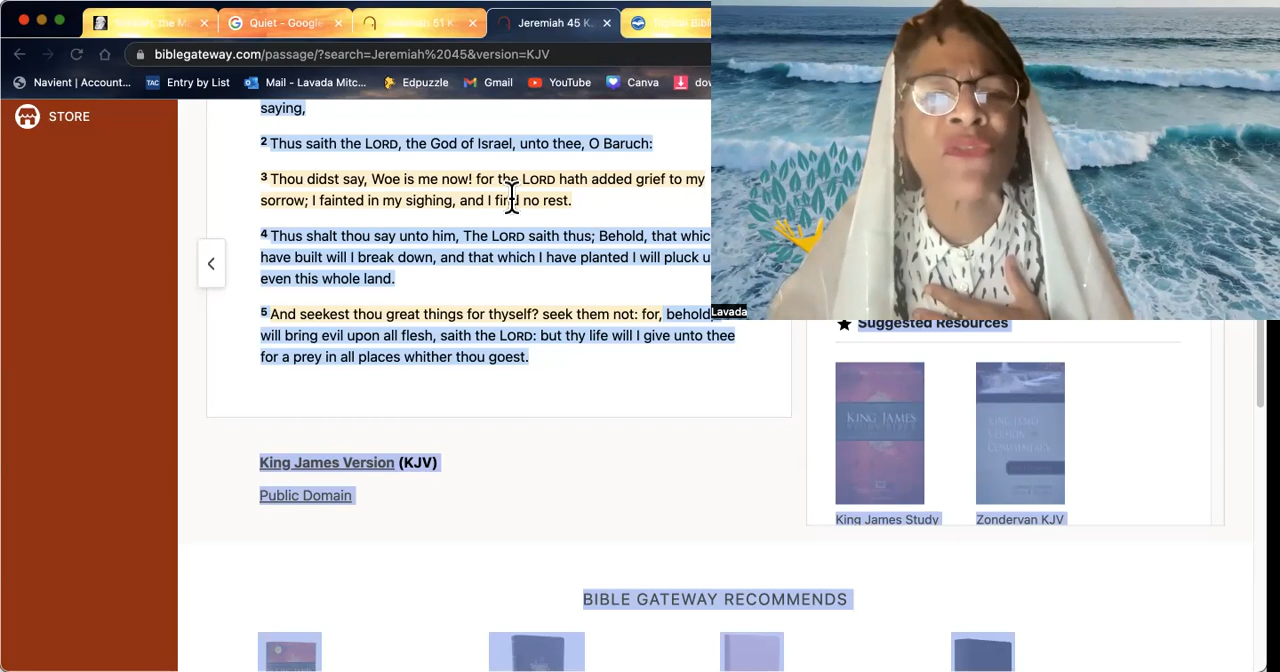 Jeremiah 51 K
Quiet - Google
Jeremiah 45 K
biblegateway.com/passage/?search=Jeremiah%2045&version=KJV
Navient | Account... TAC Entry by List Mail - Lavada Mitc... Edpuzzle Gmail YouTube Canva dov
STORE
saying,
2 Thus saith the LORD, the God of Israel, unto thee, O Baruch:
3 Thou didst say, Woe is me now! for the LORD hath added grief to my
sorrow; I fainted in my sighing, and I find no rest.
4 Thus shalt thou say unto him, The LORD saith thus; Behold, that whic
have built will I break down, and that which I have planted I will pluck u
even this whole land.
5 And seekest thou great things for thyself? seek them not: for, behold,
will bring evil upon all flesh, saith the LORD: but thy life will I give unto thee
for a prey in all places whither thou goest.
King James Version (KJV)
Public Domain
Lavada
Suggested Resources
KING JAMES
King James Study
Zondervan KJV
BIBLE GATEWAY RECOMMENDS